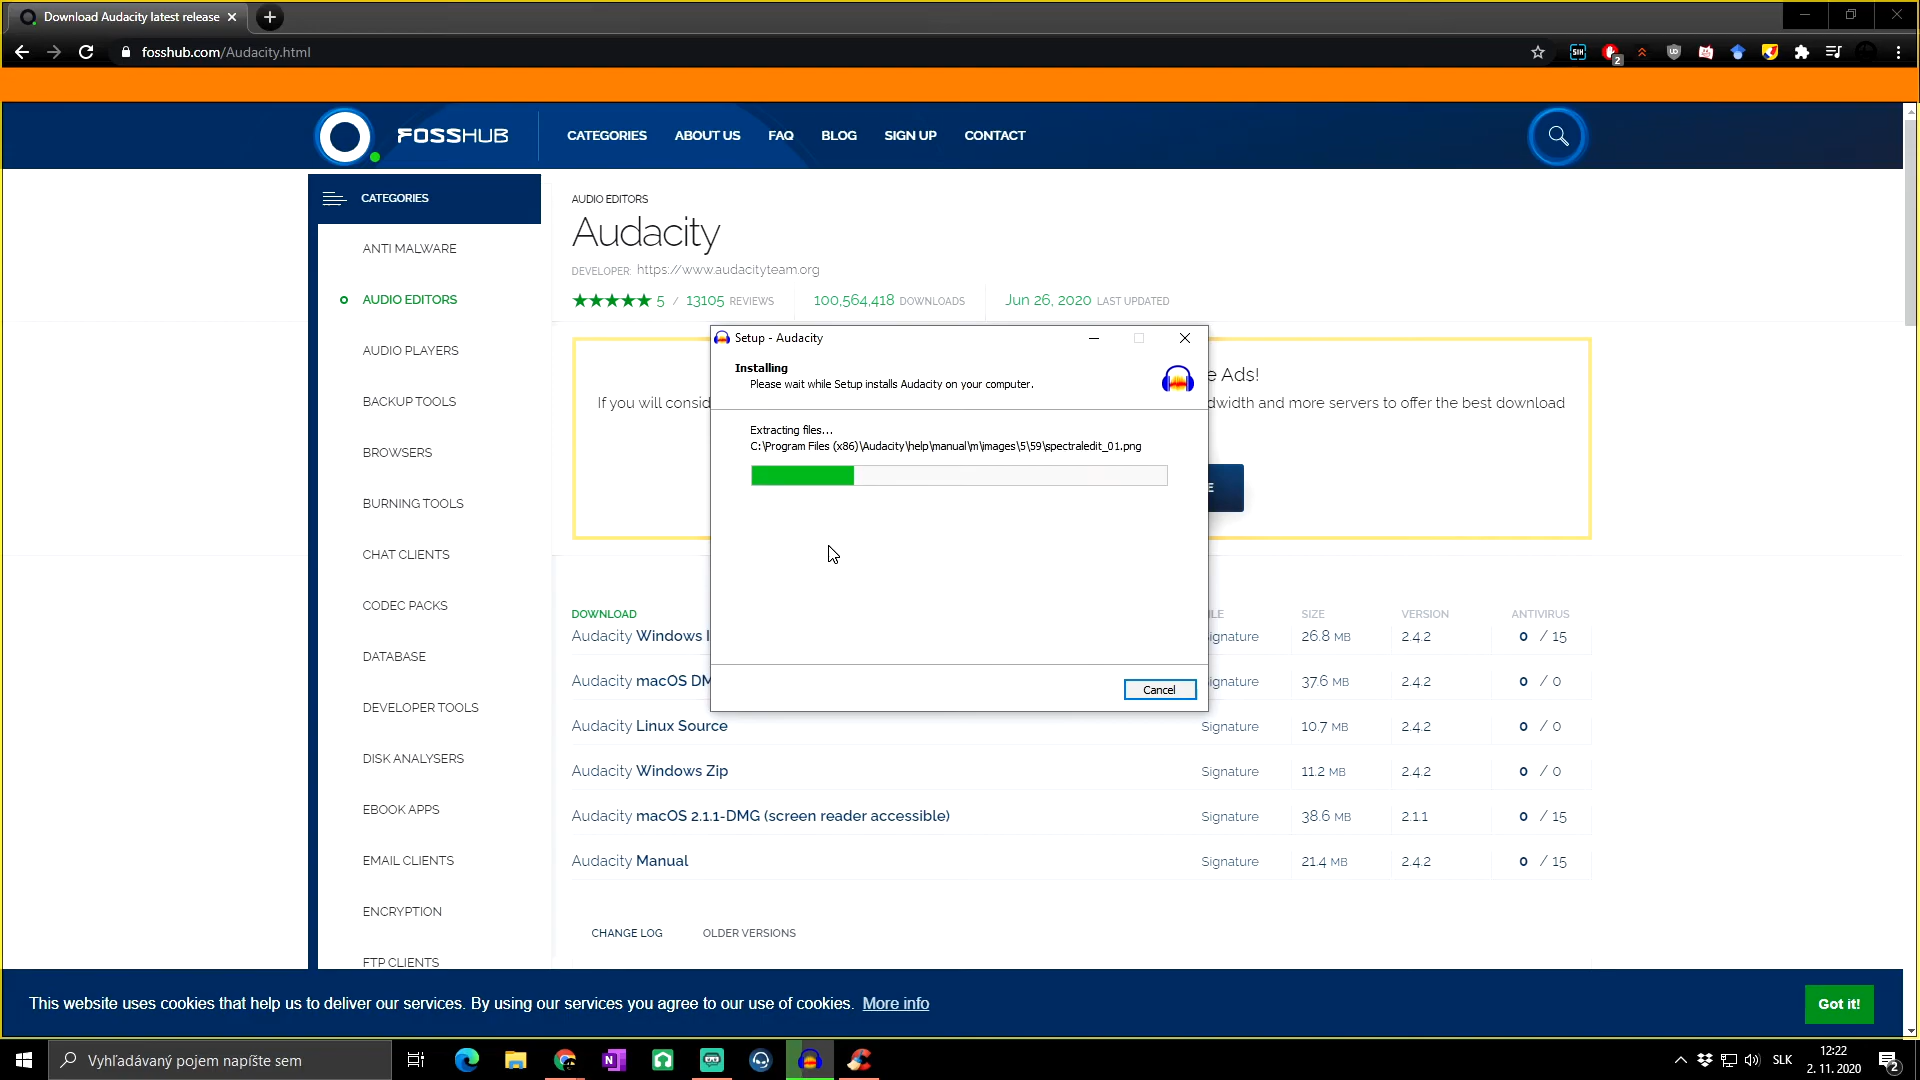 Download Audacity latest release
fosshub.com/Audacity.html
2
FOSSHUB
CATEGORIES
ABOUT US
FAQ
BLOG
SIGN UP
CONTACT
CATEGORIES
ANTI MALWARE
AUDIO EDITORS
AUDIO PLAYERS
BACKUP TOOLS
BROWSERS
BURNING TOOLS
CHAT CLIENTS
CODEC PACKS
DATABASE
DEVELOPER TOOLS
DISK ANALYSERS
EBOOK APPS
EMAIL CLIENTS
ENCRYPTION
FTP CLIENTS
AUDIO EDITORS
Audacity
DEVELOPER: https://www.audacityteam.org
5 / 13105 REVIEWS
100,564,418 DOWNLOADS
Jun 26, 2020 LAST UPDATED
e Ads!
If you will consid
dwidth and more servers to offer the best download
E
Setup - Audacity
Installing
Please wait while Setup installs Audacity on your computer.
Extracting files...
C:\Program Files (x86)\Audacity\help\manual\m\images\5\59\spectraledit_01.png
Cancel
DOWNLOAD
SIZE
VERSION
ANTIVIRUS
Audacity Windows I
ignature
26.8 MB
2.4.2
0 / 15
Audacity macOS DM
ignature
37.6 MB
2.4.2
0 / 0
Audacity Linux Source
Signature
10.7 MB
2.4.2
0 / 0
Audacity Windows Zip
Signature
11.2 MB
2.4.2
0 / 0
Audacity macOS 2.1.1-DMG (screen reader accessible)
Signature
38.6 MB
2.1.1
0 / 15
Audacity Manual
Signature
21.4 MB
2.4.2
0 / 15
CHANGE LOG
OLDER VERSIONS
This website uses cookies that help us to deliver our services. By using our services you agree to our use of cookies. More info
Got it!
Vyhľadávaný pojem napíšte sem
SLK
12:22
2. 11. 2020
2